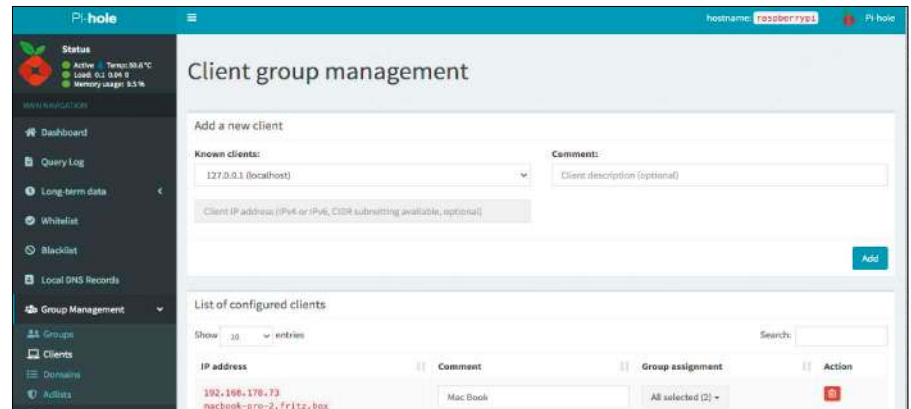 Pi-hole
hostname: raspberrypi
Pi-hole
Status
Active Temp: 50.6 °C
Load: 0.1 0.04 0
Memory usage: 9.5 %
MAIN NAVIGATION
Dashboard
Query Log
Long-term data
Whitelist
Blacklist
Local DNS Records
Group Management
Groups
Clients
Domains
Adlists
Client group management
Add a new client
Known clients:
Comment:
127.0.0.1 (localhost)
Client description (optional)
Client IP address (IPv4 or IPv6, CIDR subnetting available, optional)
Add
List of configured clients
Show 10 entries
Search:
IP address
Comment
Group assignment
Action
192.168.178.73
macbook-pro-2.fritz.box
Mac Book
All selected (2)